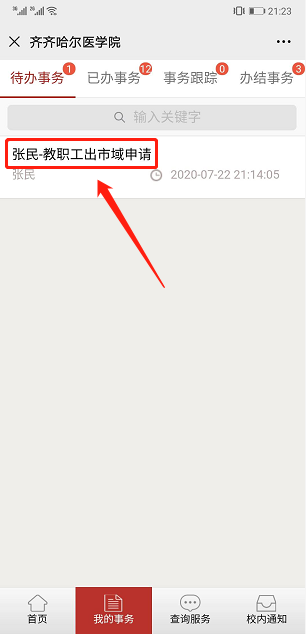 36 26 21:23
齐齐哈尔医学院
待办事务 1 已办事务 12 事务跟踪 0 办结事务 3
输入关键字
张民-教职工出市域申请
张民 2020-07-22 21:14:05
首页 我的事务 查询服务 校内通知